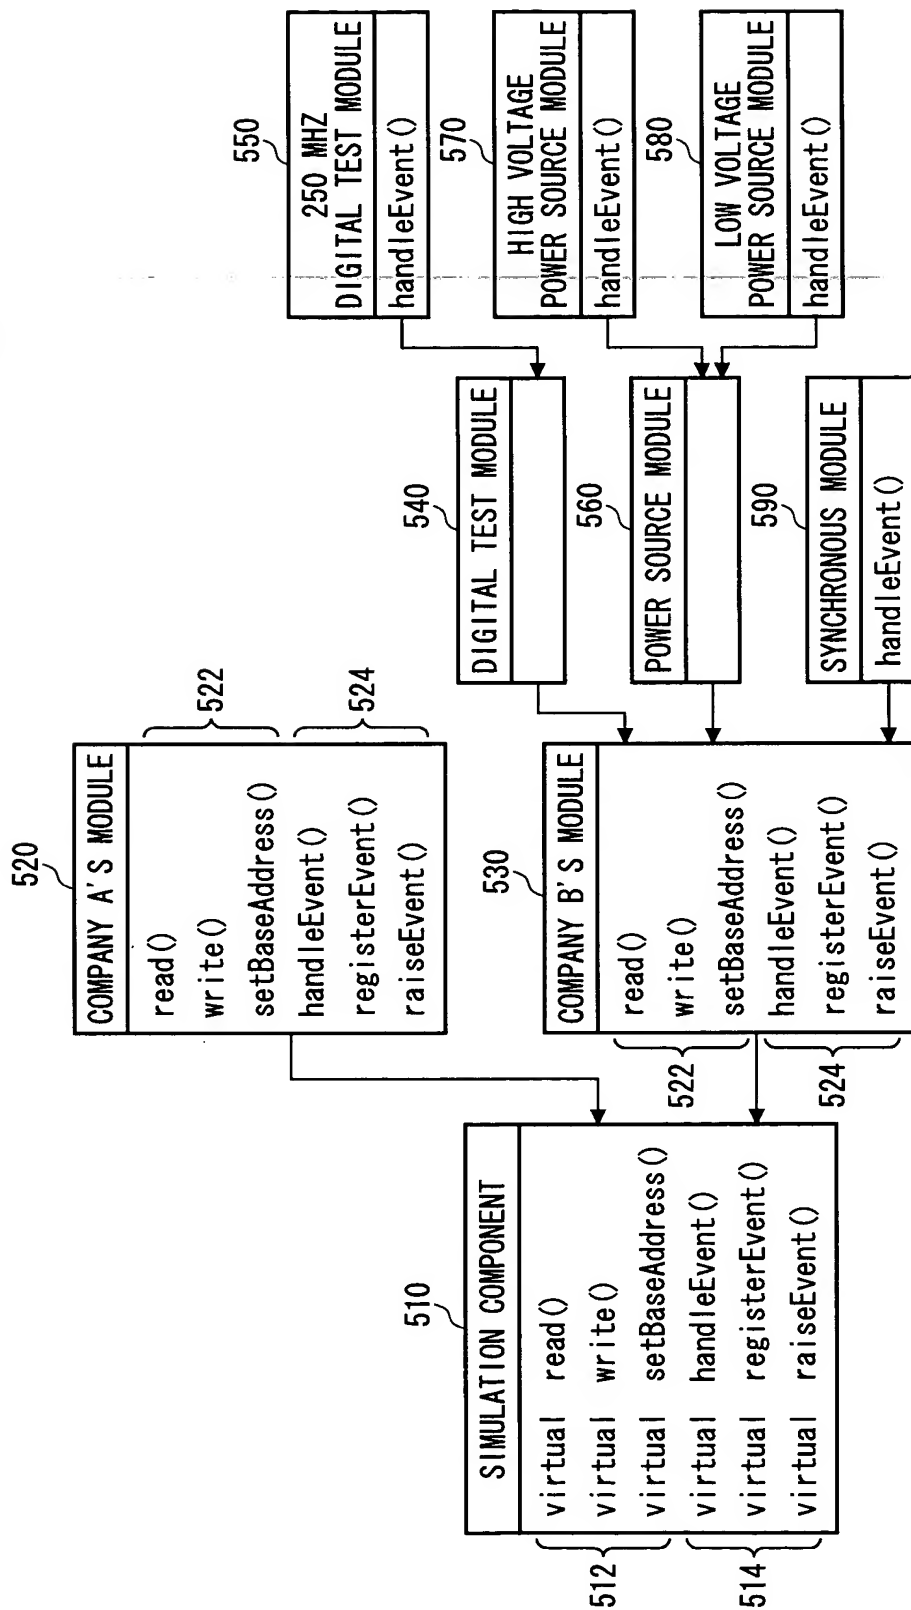 510
SIMULATION COMPONENT
virtual read()
virtual write()
virtual setBaseAddress()
virtual handleEvent()
virtual registerEvent()
virtual raiseEvent()
512
514
520
COMPANY A'S MODULE
read()
write()
setBaseAddress()
handleEvent()
registerEvent()
raiseEvent()
522
524
530
COMPANY B'S MODULE
read()
write()
setBaseAddress()
handleEvent()
registerEvent()
raiseEvent()
522
524
540
DIGITAL TEST MODULE
560
POWER SOURCE MODULE
590
SYNCHRONOUS MODULE
handleEvent()
550
250 MHZ
DIGITAL TEST MODULE
handleEvent()
570
HIGH VOLTAGE
POWER SOURCE MODULE
handleEvent()
580
LOW VOLTAGE
POWER SOURCE MODULE
handleEvent()